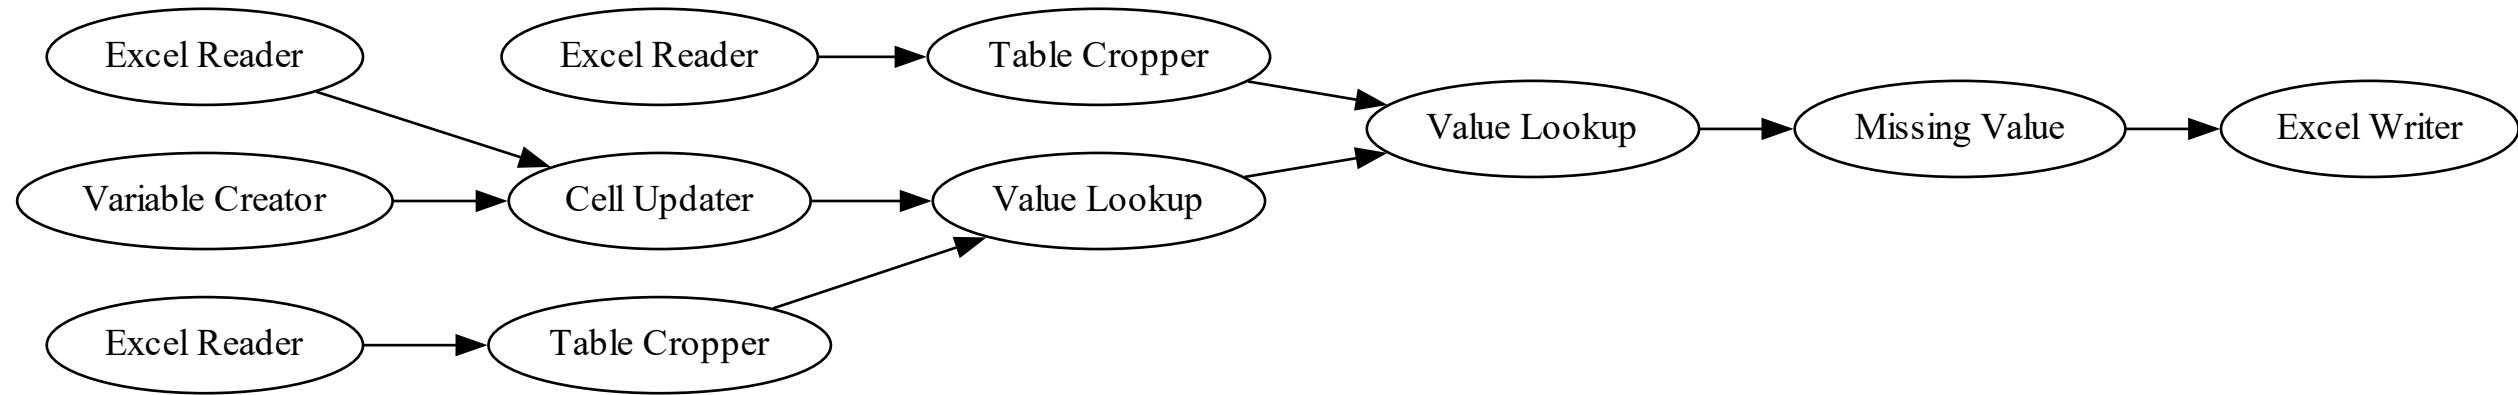 Excel Reader
Excel Reader
Table Cropper
Value Lookup
Missing Value
Excel Writer
Variable Creator
Cell Updater
Value Lookup
Excel Reader
Table Cropper